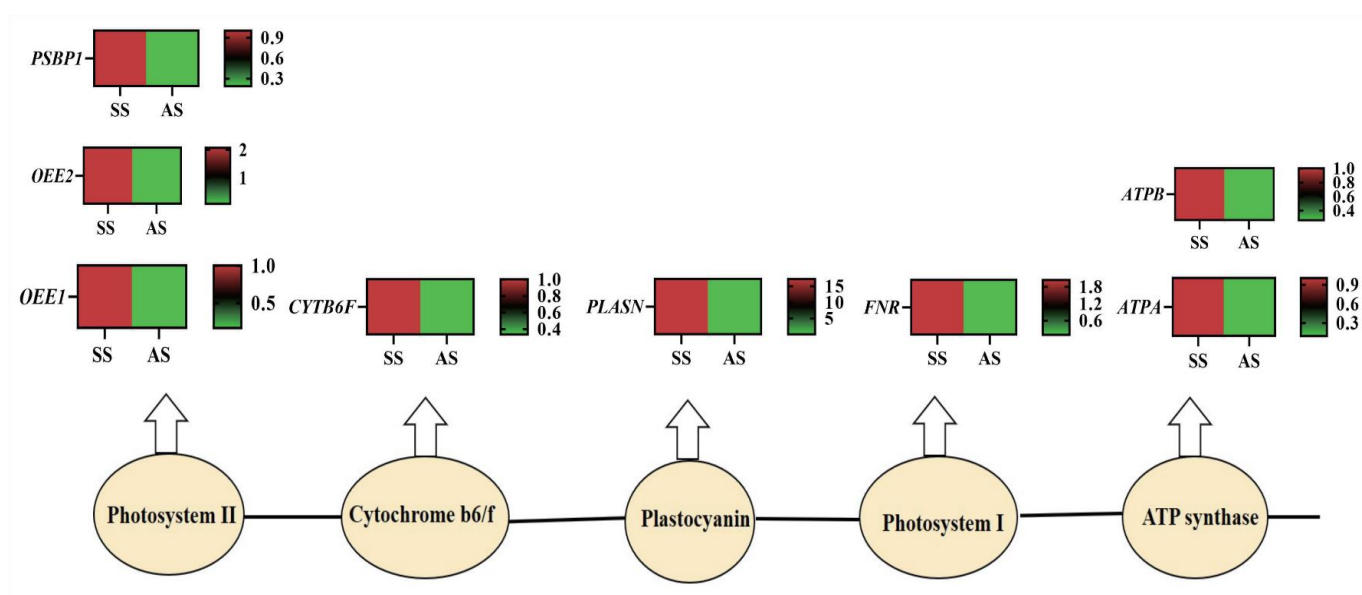 PSBP1
0.9
0.6
0.3
SS AS
OEE2
2
1
SS AS
OEE1
1.0
0.5
SS AS
CYTB6F
1.0
0.8
0.6
0.4
SS AS
PLASN
15
10
5
SS AS
FNR
1.8
1.2
0.6
SS AS
ATPB
1.0
0.8
0.6
0.4
SS AS
ATPA
0.9
0.6
0.3
SS AS
Photosystem II
Cytochrome b6/f
Plastocyanin
Photosystem I
ATP synthase